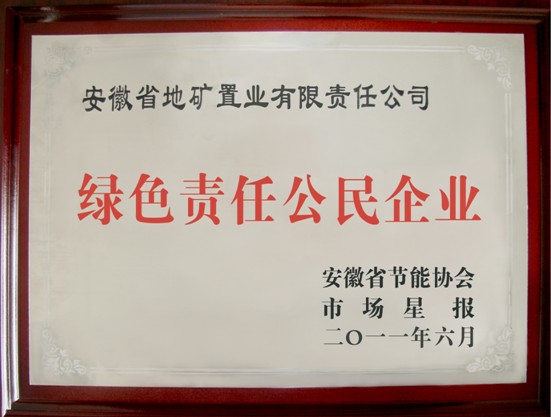 安徽省地矿置业有限责任公司
绿色责任公民企业
安徽省节能协会
市场星报
二〇一一年六月